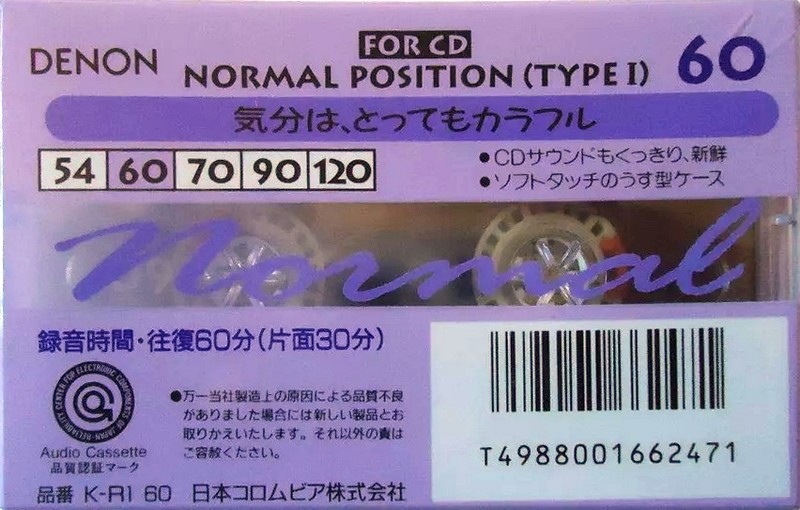 DENON
FOR CD
NORMAL POSITION (TYPE I)
60
気分は、とってもカラフル
54 60 70 90 120
●CDサウンドもくっきり、新鮮
●ソフトタッチのうす型ケース
Normal
録音時間・往復60分(片面30分)
RELIABILITY CENTER FOR ELECTRONIC COMPONENTS OF JAPAN
Audio Cassette
品質認証マーク
●万一当社製造上の原因による品質不良
がありました場合には新しい製品とお
取りかえいたします。それ以外の責は
ご容赦ください。
品番 K-R1 60 日本コロムビア株式会社
T4988001662471